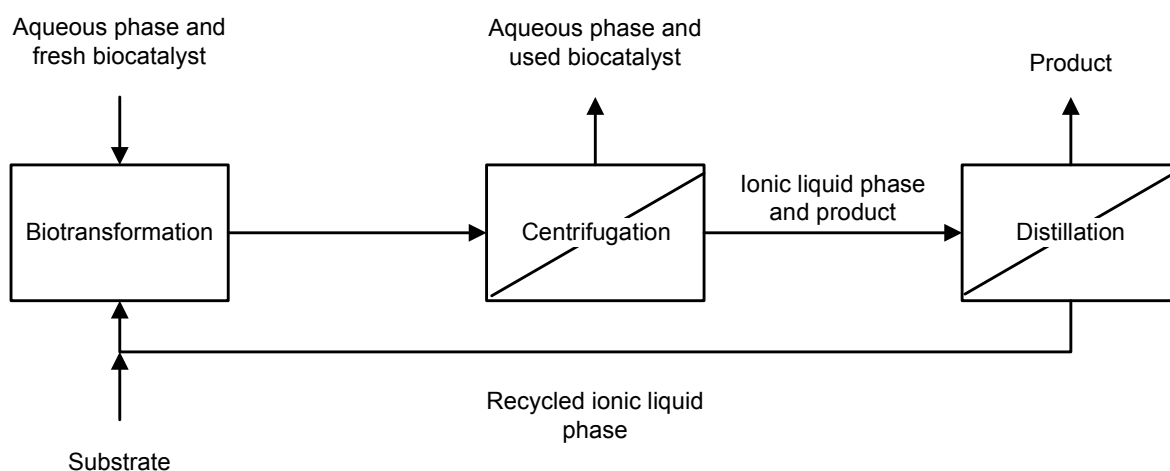 Aqueous phase and
fresh biocatalyst
Aqueous phase and
used biocatalyst
Product
Biotransformation
Centrifugation
Ionic liquid phase
and product
Distillation
Recycled ionic liquid
phase
Substrate